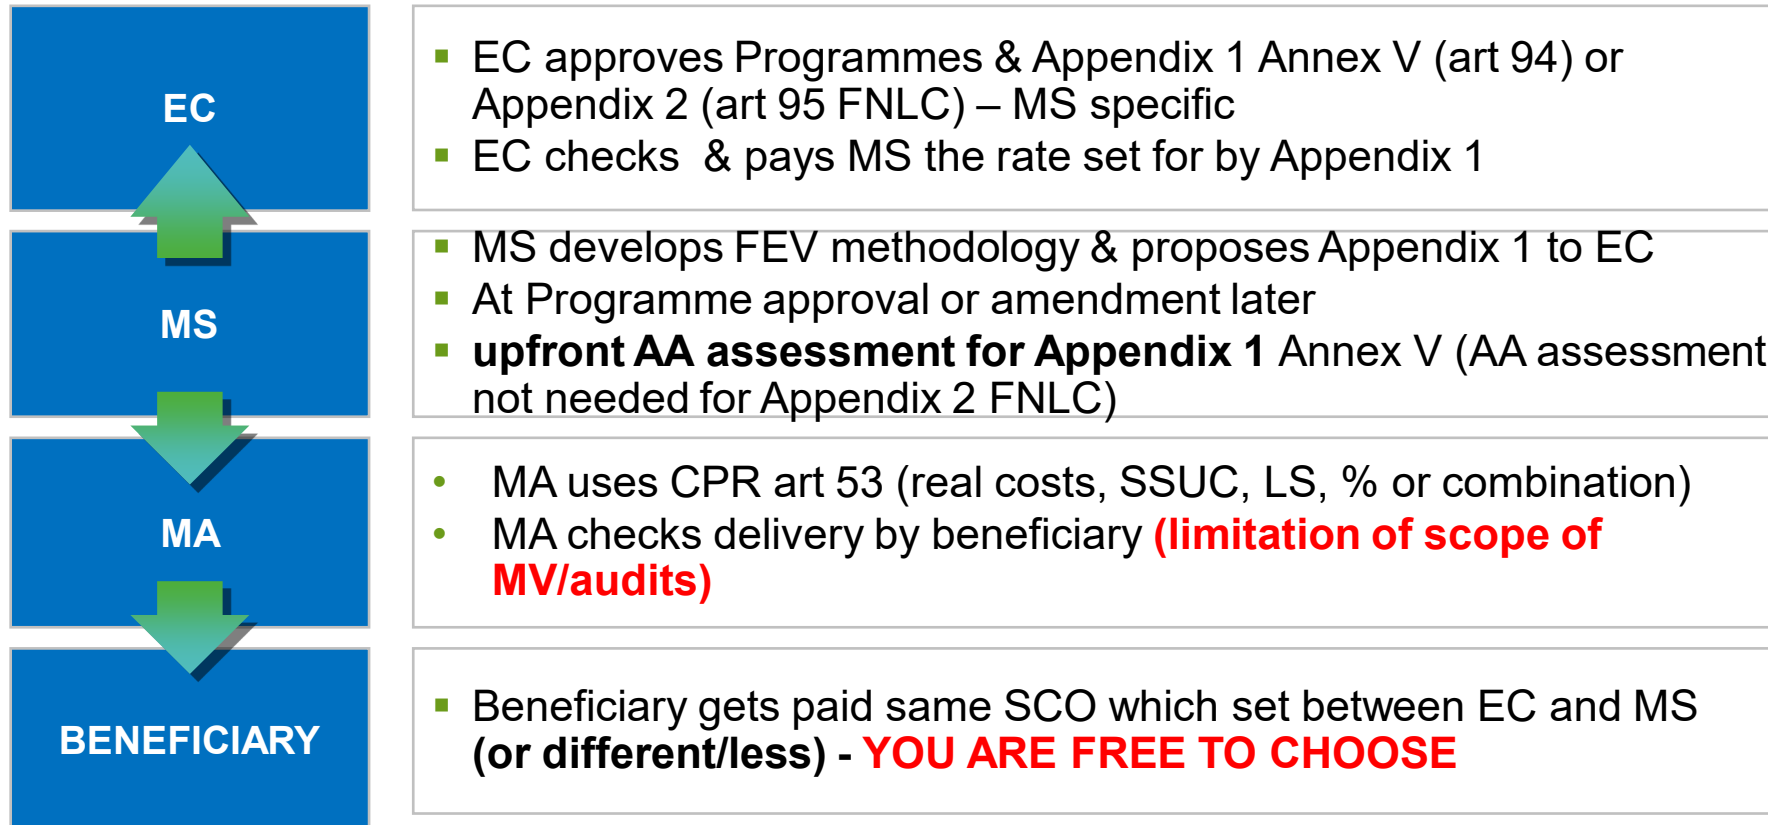 EC
▪ EC approves Programmes & Appendix 1 Annex V (art 94) or
Appendix 2 (art 95 FNLC) – MS specific
▪ EC checks & pays MS the rate set for by Appendix 1
MS
▪ MS develops FEV methodology & proposes Appendix 1 to EC
▪ At Programme approval or amendment later
▪ upfront AA assessment for Appendix 1 Annex V (AA assessment
not needed for Appendix 2 FNLC)
MA
• MA uses CPR art 53 (real costs, SSUC, LS, % or combination)
• MA checks delivery by beneficiary (limitation of scope of
MV/audits)
BENEFICIARY
▪ Beneficiary gets paid same SCO which set between EC and MS
(or different/less) - YOU ARE FREE TO CHOOSE